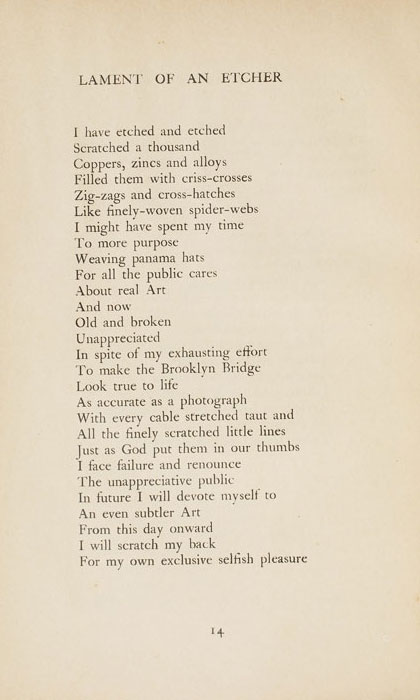 LAMENT OF AN ETCHER
I have etched and etched
Scratched a thousand
Coppers, zincs and alloys
Filled them with criss-crosses
Zig-zags and cross-hatches
Like finely-woven spider-webs
I might have spent my time
To more purpose
Weaving panama hats
For all the public cares
About real Art
And now
Old and broken
Unappreciated
In spite of my exhausting effort
To make the Brooklyn Bridge
Look true to life
As accurate as a photograph
With every cable stretched taut and
All the finely scratched little lines
Just as God put them in our thumbs
I face failure and renounce
The unappreciative public
In future I will devote myself to
An even subtler Art
From this day onward
I will scratch my back
For my own exclusive selfish pleasure
14